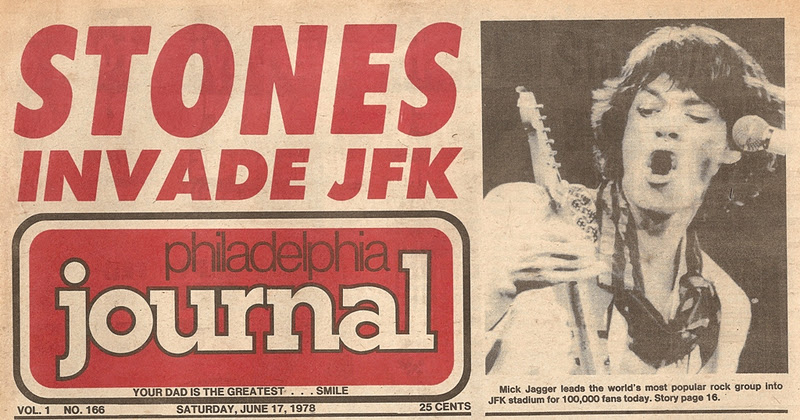 STONES
INVADE JFK
philadelphia
journal
YOUR DAD IS THE GREATEST . . . SMILE
VOL. 1 NO. 166 SATURDAY, JUNE 17, 1978 25 CENTS
Mick Jagger leads the world's most popular rock group into
JFK stadium for 100,000 fans today. Story page 16.